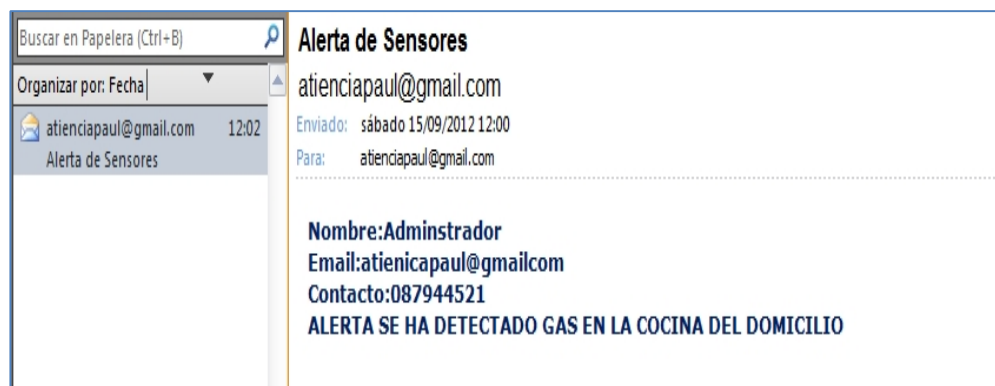 Buscar en Papelera (Ctrl+B)
Organizar por: Fecha
atienciapaul@gmail.com 12:02
Alerta de Sensores
Alerta de Sensores
atienciapaul@gmail.com
Enviado: sábado 15/09/2012 12:00
Para: atienciapaul@gmail.com
Nombre:Adminstrador
Email:atienicapaul@gmailcom
Contacto:087944521
ALERTA SE HA DETECTADO GAS EN LA COCINA DEL DOMICILIO